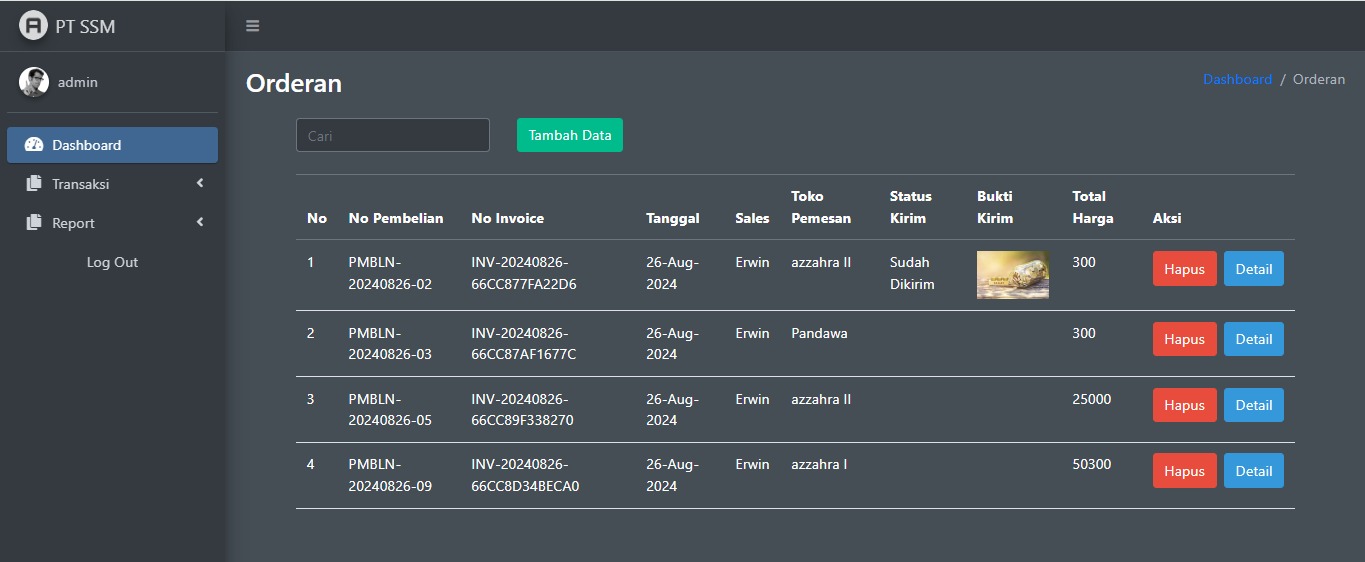 PT SSM
admin
Dashboard
Transaksi
Report
Log Out
Orderan
Dashboard / Orderan
Cari
Tambah Data
No No Pembelian No Invoice Tanggal Sales Toko Pemesan Status Kirim Bukti Kirim Total Harga Aksi
1 PMBLN-20240826-02 INV-20240826-66CC877FA22D6 26-Aug-2024 Erwin azzahra II Sudah Dikirim 300 Hapus Detail
2 PMBLN-20240826-03 INV-20240826-66CC87AF1677C 26-Aug-2024 Erwin Pandawa 300 Hapus Detail
3 PMBLN-20240826-05 INV-20240826-66CC89F338270 26-Aug-2024 Erwin azzahra II 25000 Hapus Detail
4 PMBLN-20240826-09 INV-20240826-66CC8D34BECA0 26-Aug-2024 Erwin azzahra I 50300 Hapus Detail